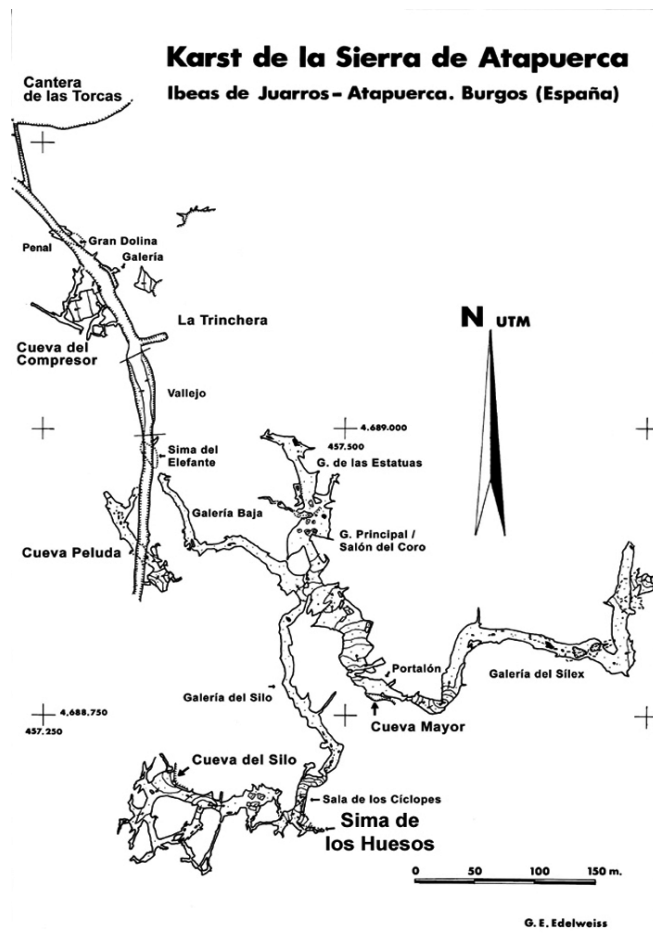 Karst de la Sierra de Atapuerca
Ibeas de Juarros - Atapuerca. Burgos (España)
Cantera
de las Torcas
Penal
Gran Dolina
Galería
La Trinchera
Cueva del
Compresor
Vallejo
N UTM
4.689.000
457.500
Sima del
Elefante
G. de las Estatuas
Galería Baja
G. Principal /
Salón del Coro
Cueva Peluda
Portalón
Galería del Sílex
Galería del Silo
Cueva Mayor
4,688.750
457.250
Cueva del Silo
Sala de los Cíclopes
Sima de
los Huesos
0 50 100 150 m.
G. E. Edelweiss